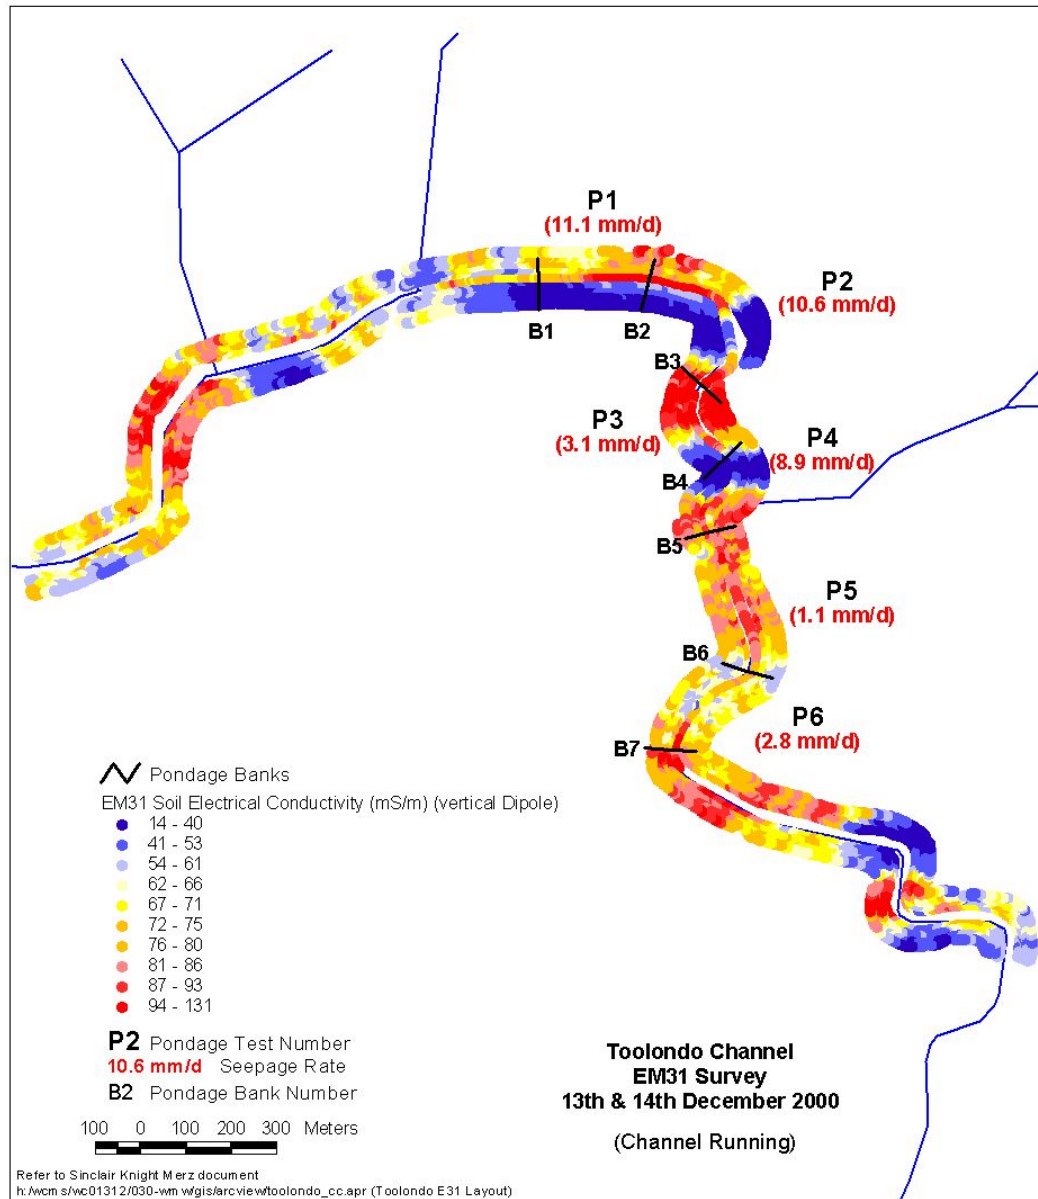 P1
(11.1 mm/d)
P2
(10.6 mm/d)
B1
B2
B3
P3
(3.1 mm/d)
P4
(8.9 mm/d)
B4
B5
P5
(1.1 mm/d)
B6
P6
(2.8 mm/d)
B7
Pondage Banks
EM31 Soil Electrical Conductivity (mS/m) (vertical Dipole)
14 - 40
41 - 53
54 - 61
62 - 66
67 - 71
72 - 75
76 - 80
81 - 86
87 - 93
94 - 131
P2 Pondage Test Number
10.6 mm/d Seepage Rate
B2 Pondage Bank Number
100 0 100 200 300 Meters
Toolondo Channel
EM31 Survey
13th & 14th December 2000
(Channel Running)
Refer to Sinclair Knight Merz document
h:/wcms/wc01312/030-wmw/gis/arcview/toolondo_cc.apr (Toolondo E31 Layout)